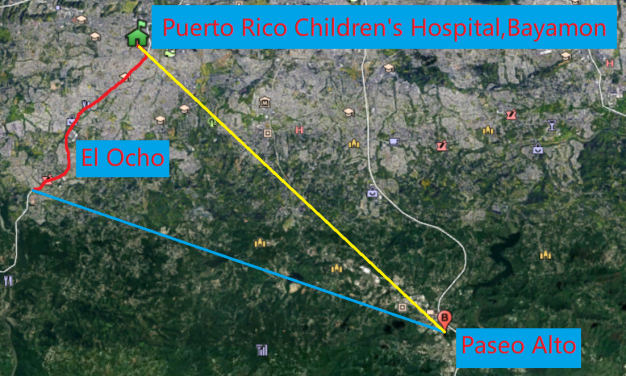 Puerto Rico Children's Hospital,Bayamon
El Ocho
Paseo Alto
B